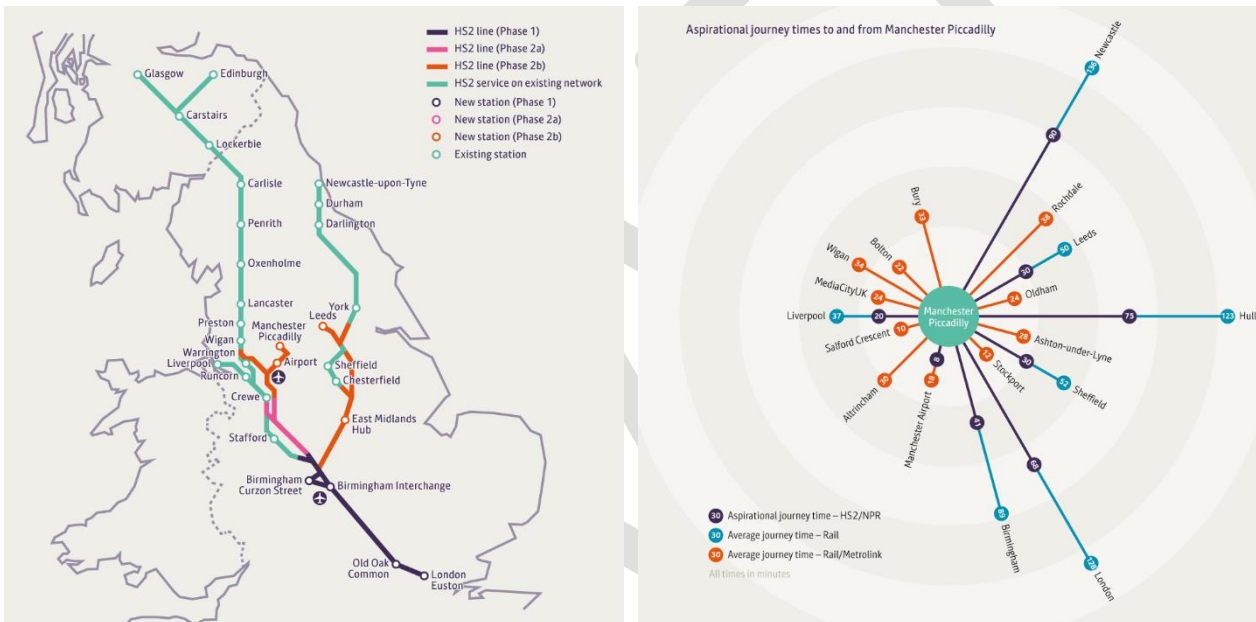 HS2 line (Phase 1)
HS2 line (Phase 2a)
HS2 line (Phase 2b)
HS2 service on existing network
New station (Phase 1)
New station (Phase 2a)
New station (Phase 2b)
Existing station
Glasgow
Edinburgh
Carstairs
Lockerbie
Carlisle
Newcastle-upon-Tyne
Durham
Penrith
Darlington
Oxenholme
Lancaster
York
Preston
Manchester
Piccadilly
Leeds
Wigan
Warrington
Airport
Liverpool
Sheffield
Runcorn
Chesterfield
Crewe
East Midlands
Hub
Stafford
Birmingham
Curzon Street
Birmingham Interchange
Old Oak
Common
London
Euston
Aspirational journey times to and from Manchester Piccadilly
Newcastle
136
90
Bury
33
Rochdale
38
Leeds
50
30
Bolton
22
Wigan
34
MediaCityUK
24
Oldham
24
Liverpool
37
20
Manchester
Piccadilly
75
123
Hull
Salford Crescent
10
Ashton-under-Lyne
28
Stockport
12
30
52
Sheffield
Altrincham
30
Manchester Airport
18
8
41
89
Birmingham
68
120
London
30 Aspirational journey time – HS2/NPR
30 Average journey time – Rail
30 Average journey time – Rail/Metrolink
All times in minutes